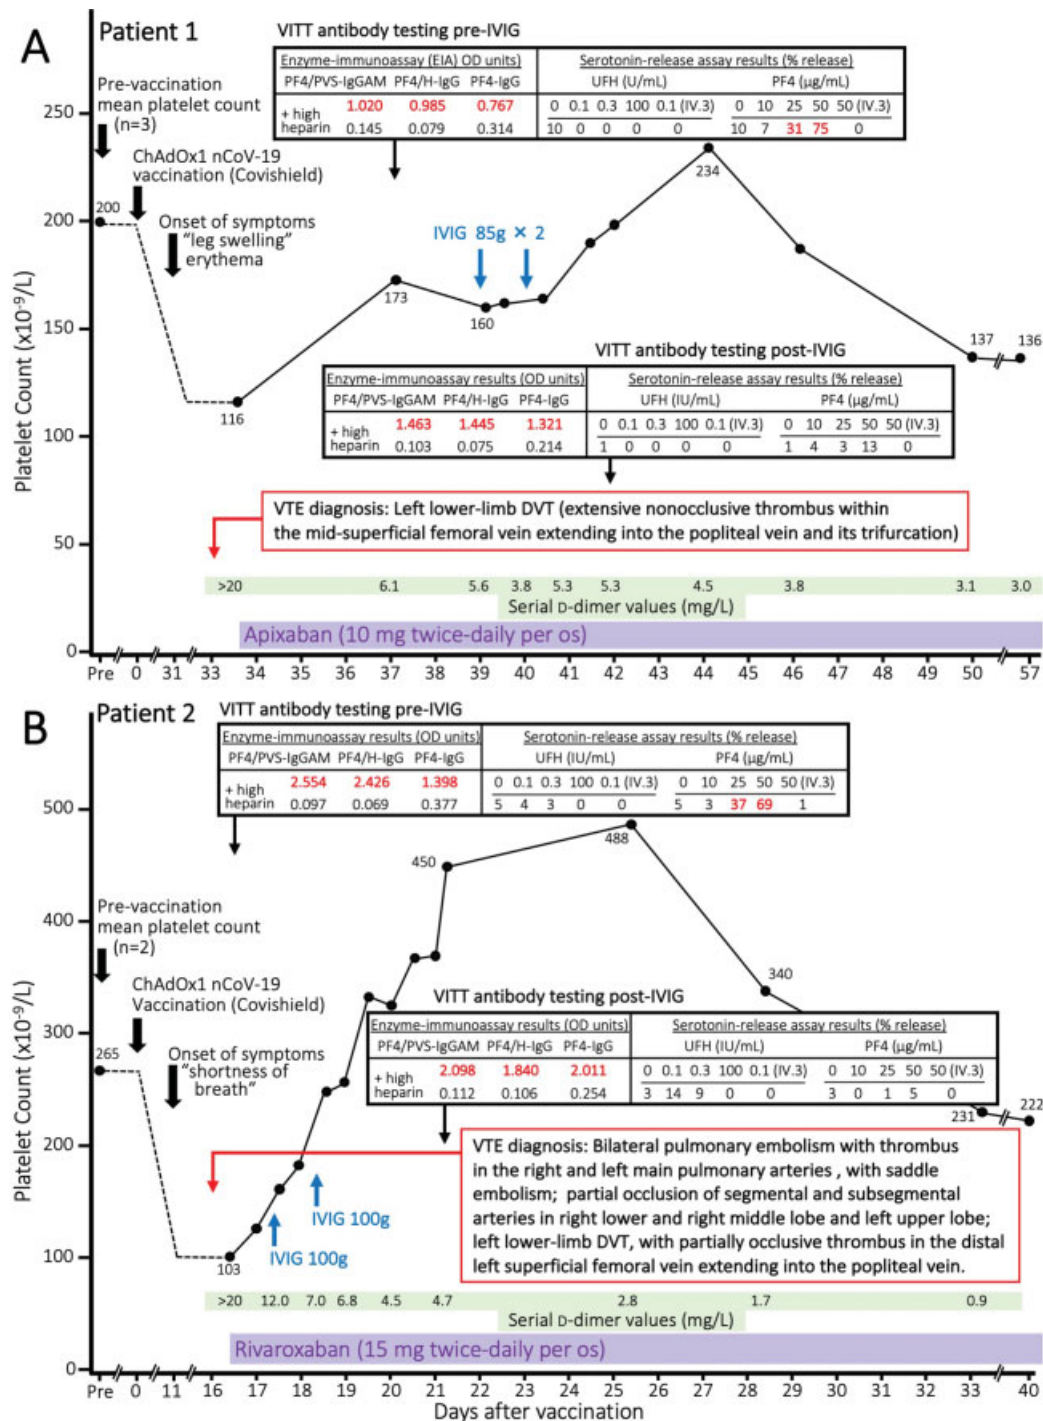 A
Patient 1
VITT antibody testing pre-IVIG
Enzyme-immunoassay (EIA) OD units
PF4/PVS-IgGAM PF4/H-IgG PF4-IgG
1.020 0.985 0.767
+ high
heparin 0.145 0.079 0.314
Serotonin-release assay results (% release)
UFH (U/mL) PF4 (µg/mL)
0 0.1 0.3 100 0.1 (IV.3) 0 10 25 50 50 (IV.3)
10 0 0 0 0 10 7 31 75 0
Pre-vaccination
mean platelet count
(n=3)
ChAdOx1 nCoV-19
vaccination (Covishield)
Onset of symptoms
"leg swelling"
erythema
IVIG 85g × 2
200
116
173
160
234
137
136
VITT antibody testing post-IVIG
Enzyme-immunoassay results (OD units)
PF4/PVS-IgGAM PF4/H-IgG PF4-IgG
1.463 1.445 1.321
+ high
heparin 0.103 0.075 0.214
Serotonin-release assay results (% release)
UFH (IU/mL) PF4 (µg/mL)
0 0.1 0.3 100 0.1 (IV.3) 0 10 25 50 50 (IV.3)
1 0 0 0 0 1 4 3 13 0
VTE diagnosis: Left lower-limb DVT (extensive nonocclusive thrombus within
the mid-superficial femoral vein extending into the popliteal vein and its trifurcation)
>20 6.1 5.6 3.8 5.3 5.3 4.5 3.8 3.1 3.0
Serial D-dimer values (mg/L)
Apixaban (10 mg twice-daily per os)
Platelet Count (x10⁻⁹/L)
250
200
150
100
50
0
Pre 0 31 33 34 35 36 37 38 39 40 41 42 43 44 45 46 47 48 49 50 57
B
Patient 2
VITT antibody testing pre-IVIG
Enzyme-immunoassay results (OD units)
PF4/PVS-IgGAM PF4/H-IgG PF4-IgG
2.554 2.426 1.398
+ high
heparin 0.097 0.069 0.377
Serotonin-release assay results (% release)
UFH (IU/mL) PF4 (µg/mL)
0 0.1 0.3 100 0.1 (IV.3) 0 10 25 50 50 (IV.3)
5 4 3 0 0 5 3 37 69 1
Pre-vaccination
mean platelet count
(n=2)
ChAdOx1 nCoV-19
Vaccination (Covishield)
Onset of symptoms
"shortness of
breath"
265
103
450
488
340
231
222
IVIG 100g
IVIG 100g
VITT antibody testing post-IVIG
Enzyme-immunoassay results (OD units)
PF4/PVS-IgGAM PF4/H-IgG PF4-IgG
2.098 1.840 2.011
+ high
heparin 0.112 0.106 0.254
Serotonin-release assay results (% release)
UFH (IU/mL) PF4 (µg/mL)
0 0.1 0.3 100 0.1 (IV.3) 0 10 25 50 50 (IV.3)
3 14 9 0 0 3 0 1 5 0
VTE diagnosis: Bilateral pulmonary embolism with thrombus
in the right and left main pulmonary arteries , with saddle
embolism; partial occlusion of segmental and subsegmental
arteries in right lower and right middle lobe and left upper lobe;
left lower-limb DVT, with partially occlusive thrombus in the distal
left superficial femoral vein extending into the popliteal vein.
>20 12.0 7.0 6.8 4.5 4.7 2.8 1.7 0.9
Serial D-dimer values (mg/L)
Rivaroxaban (15 mg twice-daily per os)
Platelet Count (x10⁻⁹/L)
500
400
300
200
100
0
Pre 0 11 16 17 18 19 20 21 22 23 24 25 26 27 28 31 32 33 40
Days after vaccination